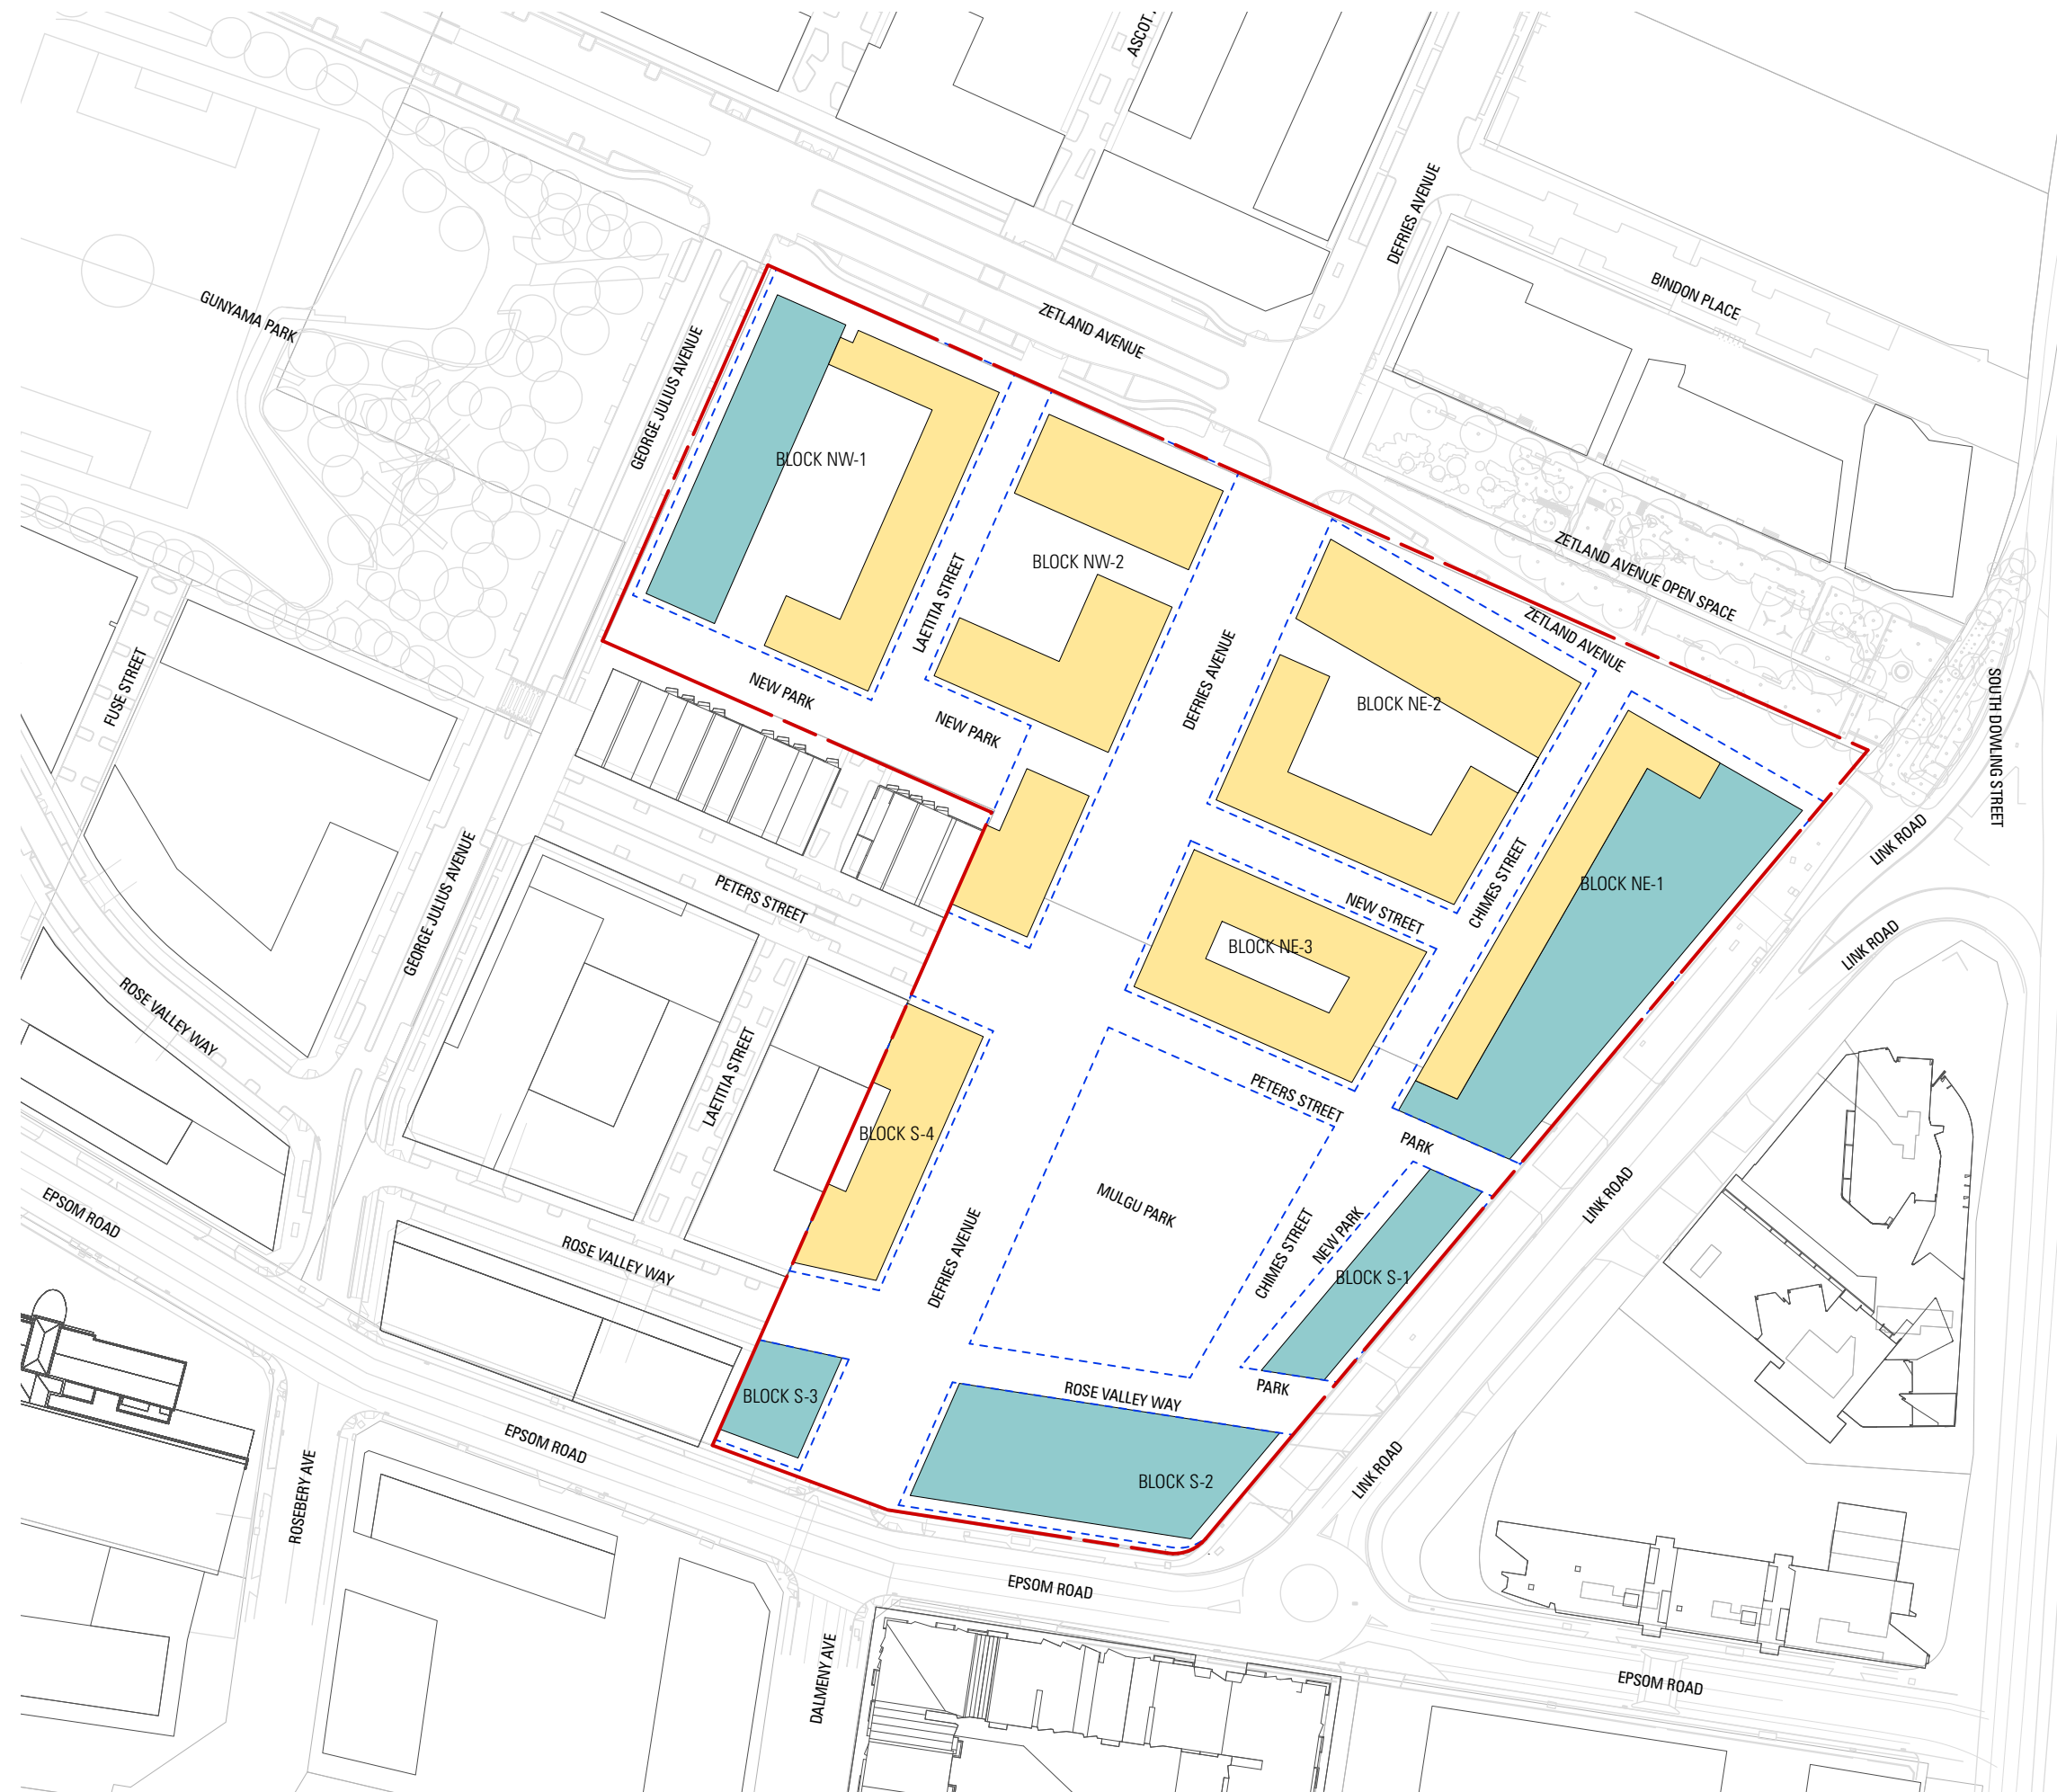 ASCOT
DEFRIES AVENUE
BINDON PLACE
GUNYAMA PARK
ZETLAND AVENUE
GEORGE JULIUS AVENUE
BLOCK NW-1
BLOCK NW-2
ZETLAND AVENUE OPEN SPACE
LAETITIA STREET
ZETLAND AVENUE
DEFRIES AVENUE
SOUTH DOWLING STREET
FUSE STREET
NEW PARK
NEW PARK
BLOCK NE-2
LINK ROAD
BLOCK NE-1
CHIMES STREET
PETERS STREET
NEW STREET
GEORGE JULIUS AVENUE
BLOCK NE-3
LINK ROAD
ROSE VALLEY WAY
LAETITIA STREET
PETERS STREET
BLOCK S-4
PARK
EPSOM ROAD
MULGU PARK
LINK ROAD
ROSE VALLEY WAY
DEFRIES AVENUE
CHIMES STREET
NEW PARK
BLOCK S-1
BLOCK S-3
ROSE VALLEY WAY
PARK
EPSOM ROAD
BLOCK S-2
LINK ROAD
ROSEBERY AVE
EPSOM ROAD
DALMENY AVE
EPSOM ROAD